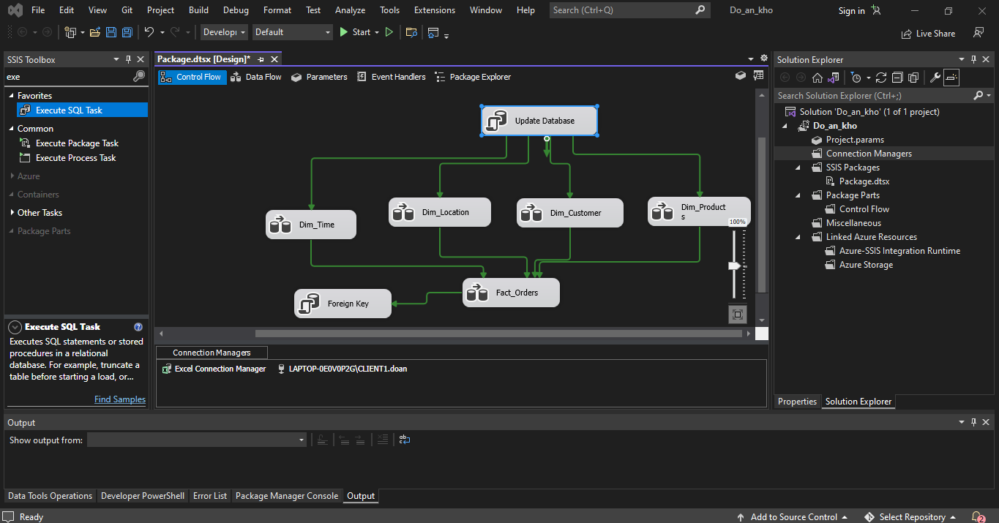 File Edit View Git Project Build Debug Format Test Analyze Tools Extensions Window Help Search (Ctrl+Q) Do_an_kho Sign in
Developi Default Start Live Share
SSIS Toolbox
exe
Favorites
Execute SQL Task
Common
Execute Package Task
Execute Process Task
Azure
Containers
Other Tasks
Package Parts
Execute SQL Task
Executes SQL statements or stored
procedures in a relational
database. For example, truncate a
table before starting a load, or...
Find Samples
Package.dtsx [Design]*
Control Flow Data Flow Parameters Event Handlers Package Explorer
Update Database
Dim_Time
Dim_Location
Dim_Customer
Dim_Product
s
100%
Fact_Orders
Foreign Key
Connection Managers
Excel Connection Manager LAPTOP-0E0V0P2G\CLIENT1.doan
Solution Explorer
Search Solution Explorer (Ctrl+;)
Solution 'Do_an_kho' (1 of 1 project)
Do_an_kho
Project.params
Connection Managers
SSIS Packages
Package.dtsx
Package Parts
Control Flow
Miscellaneous
Linked Azure Resources
Azure-SSIS Integration Runtime
Azure Storage
Properties Solution Explorer
Output
Show output from:
Data Tools Operations Developer PowerShell Error List Package Manager Console Output
Ready Add to Source Control Select Repository 2